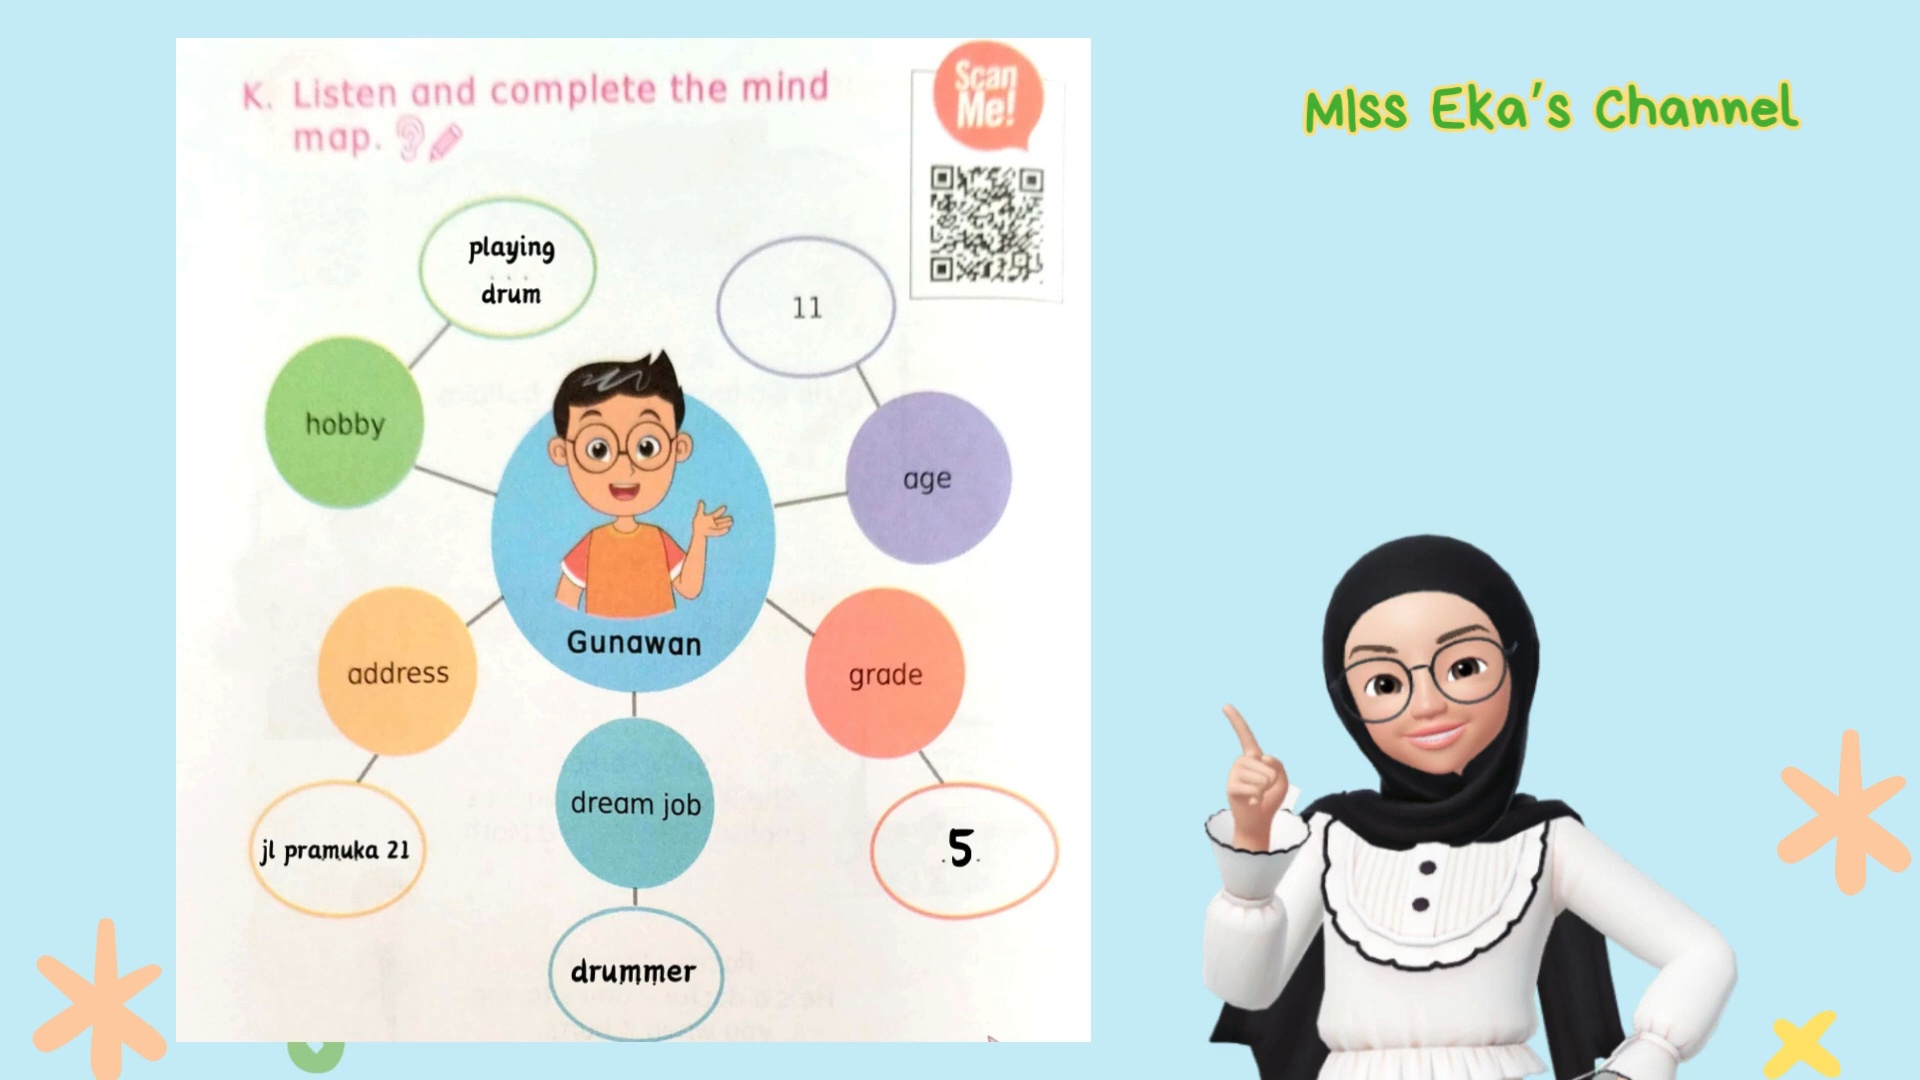 K. Listen and complete the mind
map.
Scan
Me!
MIss Eka's Channel
playing
drum
11
hobby
age
Gunawan
address
grade
dream job
jl pramuka 21
5
drummer